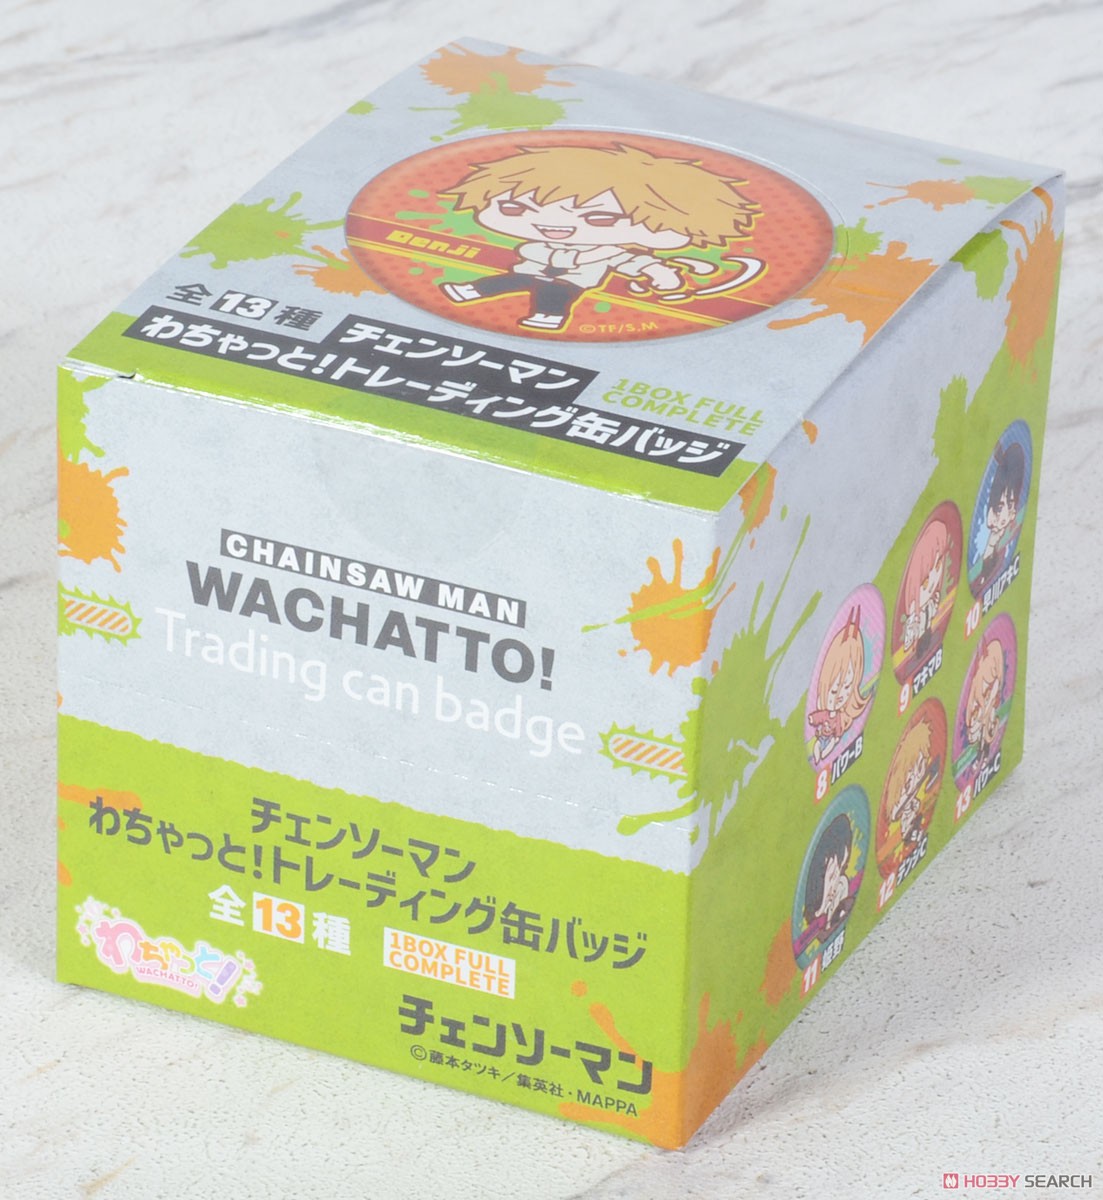 Denji
©TF/S.M
全13種
チェンソーマン
わちゃっと!トレーディング缶バッジ
1BOX FULL
COMPLETE
CHAINSAW MAN
WACHATTO!
Trading can badge
チェンソーマン
わちゃっと!トレーディング缶バッジ
全13種
1BOX FULL
COMPLETE
わちゃっと!
WACHATTO!
チェンソーマン
©藤本タツキ/集英社・MAPPA
8 パワーB
9 マキマB
10 早川アキC
11 姫野
12 デンジC
13 パワーC
HOBBY SEARCH